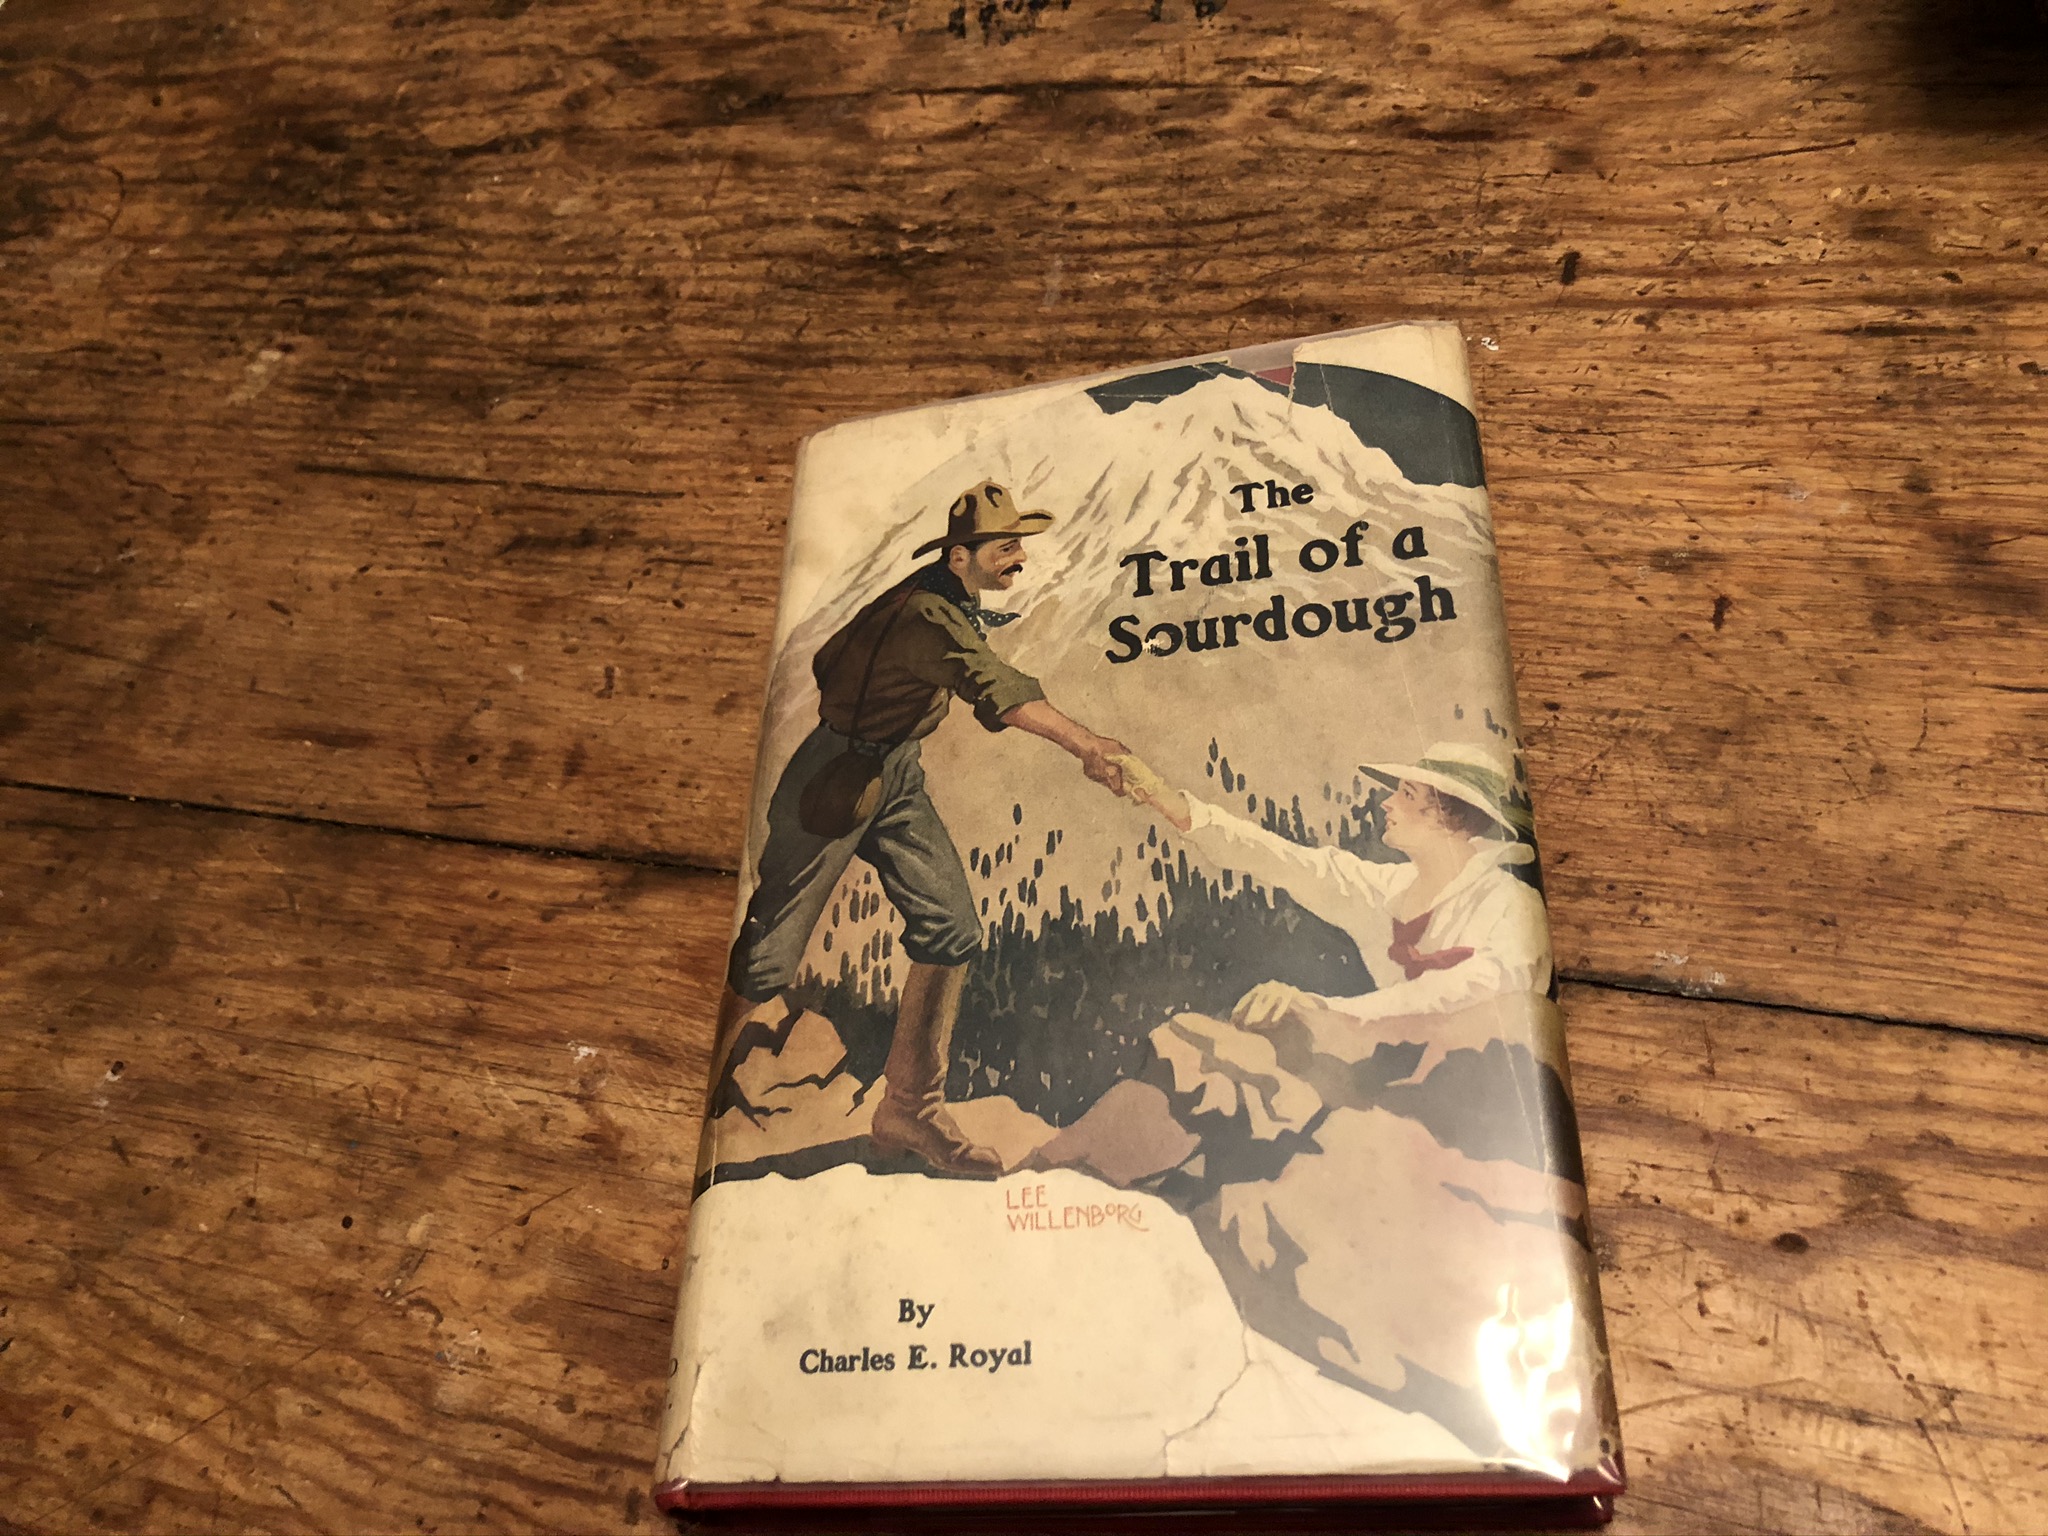 The
Trail of a
Sourdough
LEE
WILLENBORG
By
Charles E. Royal